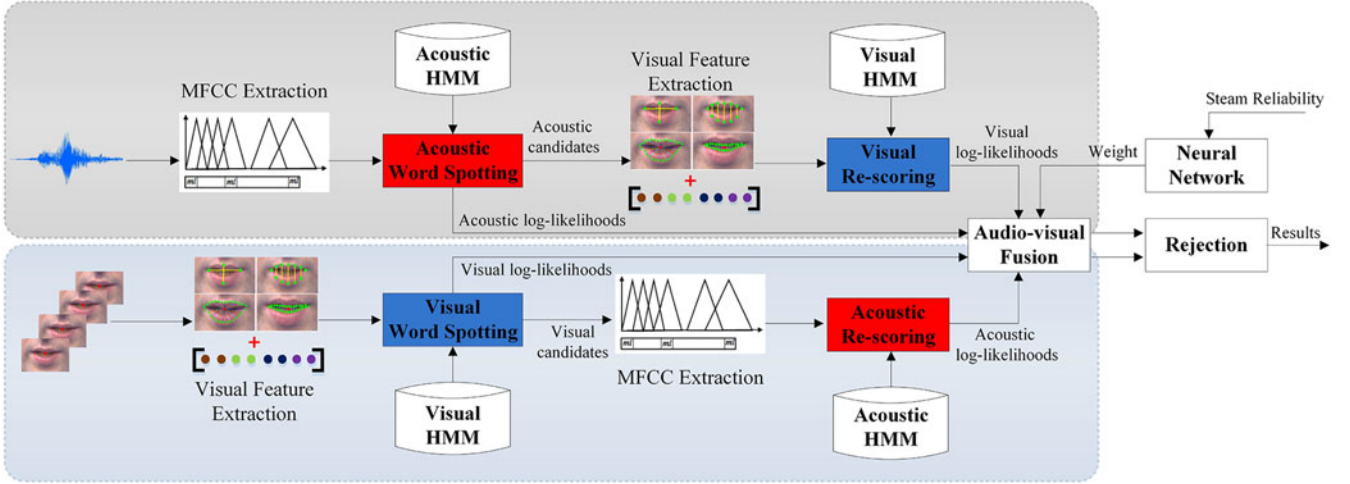 Acoustic
HMM
Visual Feature
Extraction
Visual
HMM
MFCC Extraction
Steam Reliability
Acoustic
candidates
Visual
log-likelihoods
Weight
Neural
Network
Acoustic
Word Spotting
Visual
Re-scoring
+
Acoustic log-likelihoods
Audio-visual
Fusion
Rejection
Results
Visual log-likelihoods
Visual
Word Spotting
Visual
candidates
Acoustic
Re-scoring
Acoustic
log-likelihoods
+
MFCC Extraction
Visual Feature
Extraction
Visual
HMM
Acoustic
HMM